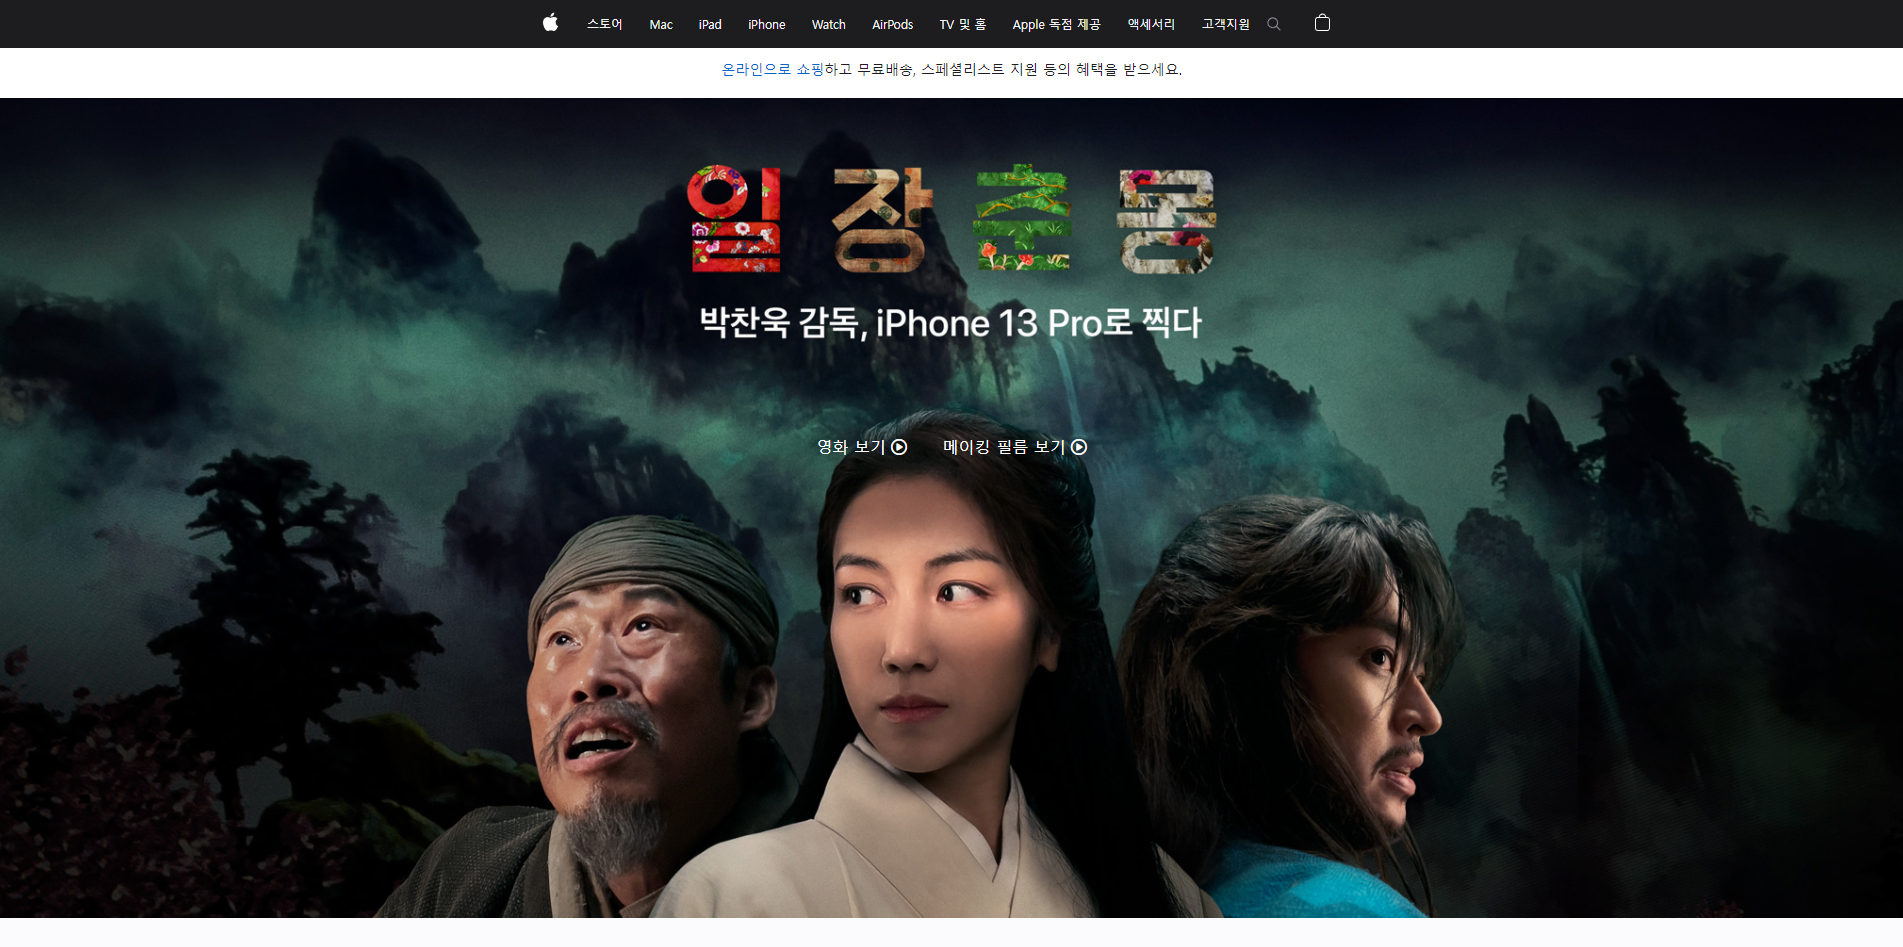 스토어 Mac iPad iPhone Watch AirPods TV 및 홈 Apple 독점 제공 액세서리 고객지원
온라인으로 쇼핑하고 무료배송, 스페셜리스트 지원 등의 혜택을 받으세요.
일장춘몽
박찬욱 감독, iPhone 13 Pro로 찍다
영화 보기 메이킹 필름 보기